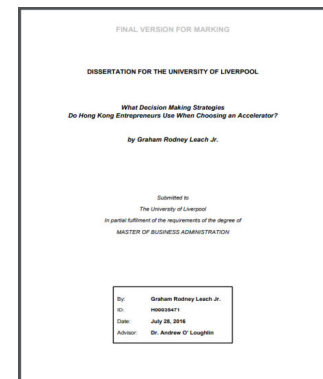 FINAL VERSION FOR MARKING
DISSERTATION FOR THE UNIVERSITY OF LIVERPOOL
What Decision Making Strategies
Do Hong Kong Entrepreneurs Use When Choosing an Accelerator?
by Graham Rodney Leach Jr.
Submitted to
The University of Liverpool
In partial fulfilment of the requirements of the degree of
MASTER OF BUSINESS ADMINISTRATION
By: Graham Rodney Leach Jr.
ID: H00039471
Date: July 28, 2016
Advisor: Dr. Andrew O' Loughlin